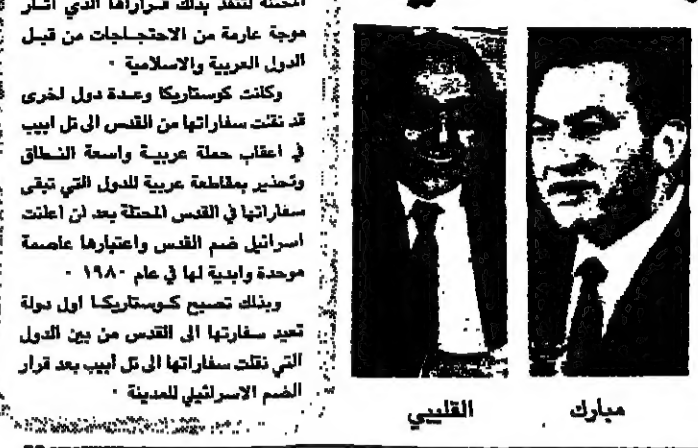 المحتلة لتنفذ بذلك قرارها الذي اثار
موجة عارمة من الاحتجاجات من قبل
الدول العربية والاسلامية ٠
وكانت كوستاريكا وعدة دول اخرى
قد نقلت سفاراتها من القدس الى تل ابيب
في اعقاب حملة عربية واسعة النطاق
وتحذير بمقاطعة عربية للدول التي تبقى
سفاراتها في القدس المحتلة بعد ان اعلنت
اسرائيل ضم القدس واعتبارها عاصمة
موحدة وابدية لها في عام ١٩٨٠ ٠
وبذلك تصبح كوستاريكا اول دولة
تعيد سفارتها الى القدس من بين الدول
التي نقلت سفاراتها الى تل أبيب بعد قرار
الضم الاسرائيلي للمدينة ٠
مبارك
القليبي